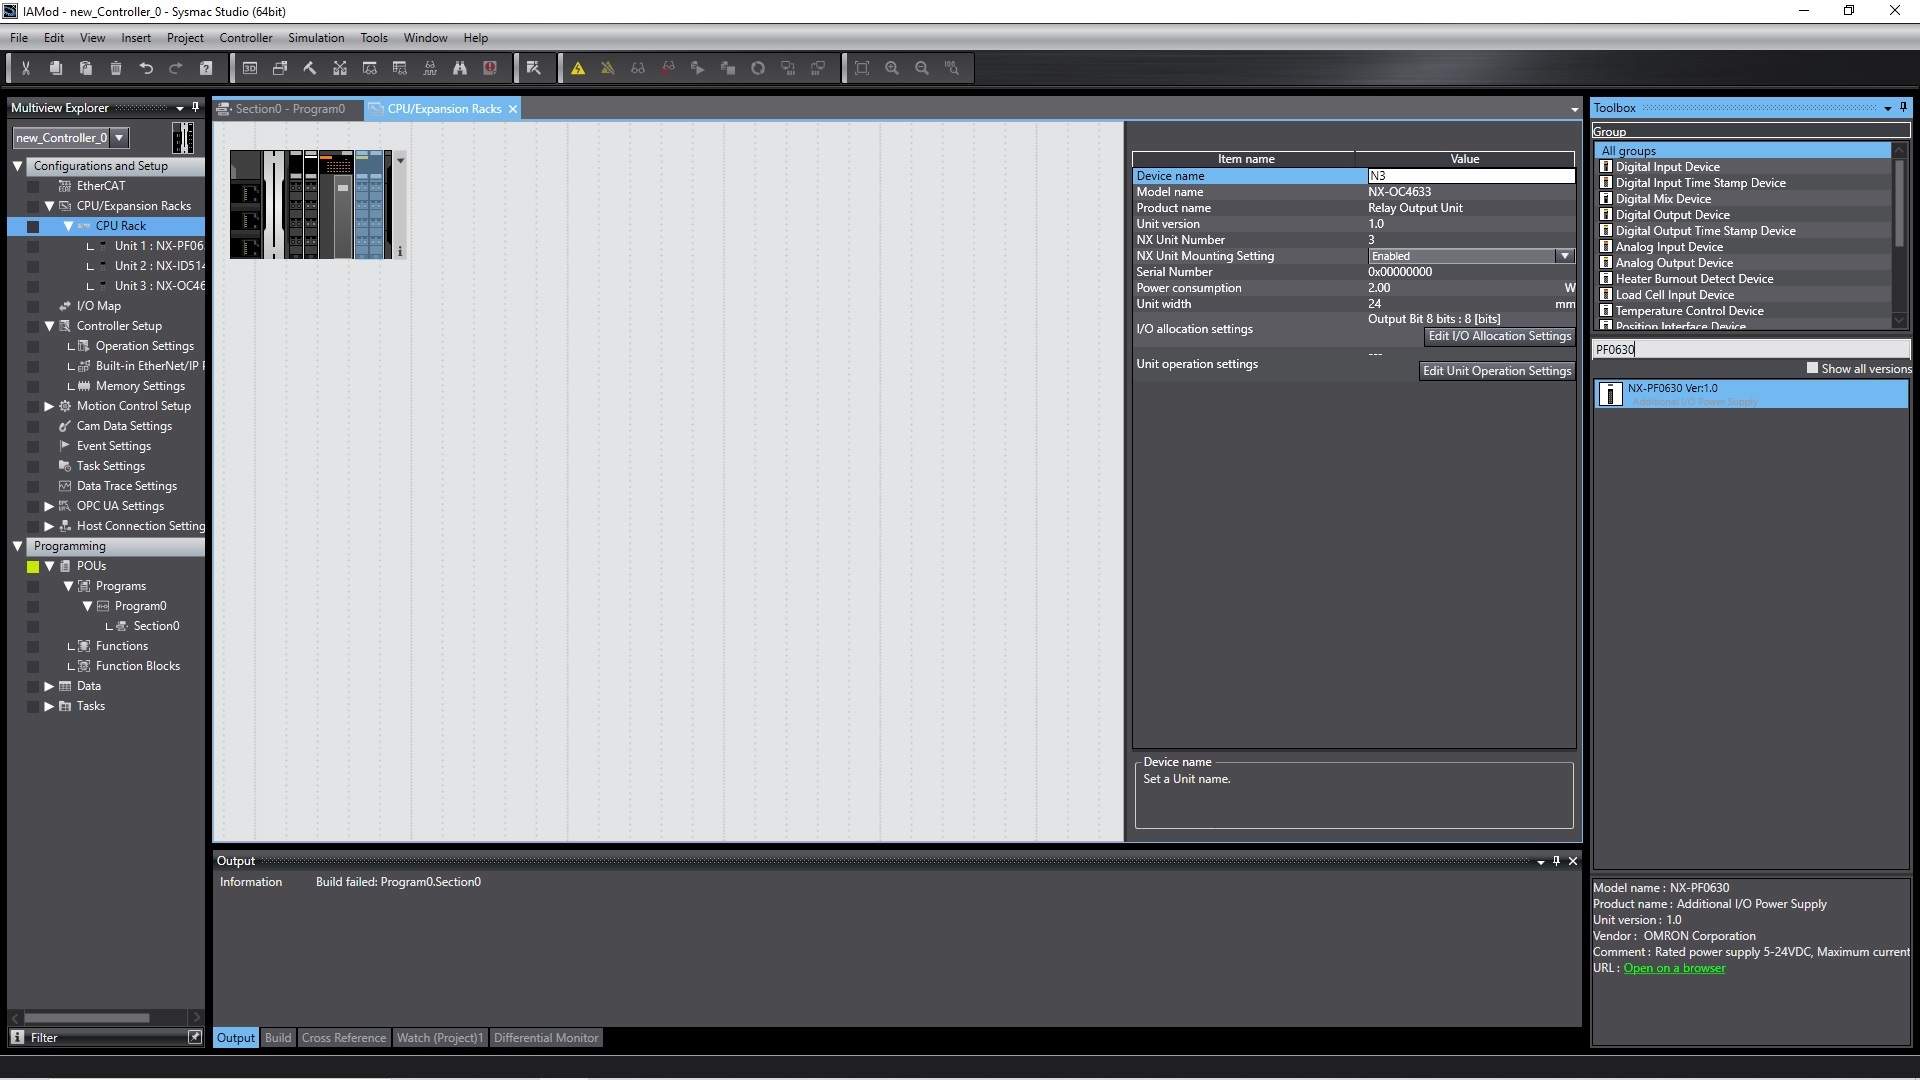 IAMod - new_Controller_0 - Sysmac Studio (64bit)
File Edit View Insert Project Controller Simulation Tools Window Help
Multiview Explorer
new_Controller_0
Configurations and Setup
EtherCAT
CPU/Expansion Racks
CPU Rack
Unit 1 : NX-PF06
Unit 2 : NX-ID514
Unit 3 : NX-OC46
I/O Map
Controller Setup
Operation Settings
Built-in EtherNet/IP
Memory Settings
Motion Control Setup
Cam Data Settings
Event Settings
Task Settings
Data Trace Settings
OPC UA Settings
Host Connection Setting
Programming
POUs
Programs
Program0
Section0
Functions
Function Blocks
Data
Tasks
Filter
Section0 - Program0
CPU/Expansion Racks
Item name Value
Device name N3
Model name NX-OC4633
Product name Relay Output Unit
Unit version 1.0
NX Unit Number 3
NX Unit Mounting Setting Enabled
Serial Number 0x00000000
Power consumption 2.00 W
Unit width 24 mm
I/O allocation settings Output Bit 8 bits : 8 [bits]
Edit I/O Allocation Settings
Unit operation settings ---
Edit Unit Operation Settings
Device name
Set a Unit name.
Output
Information Build failed: Program0.Section0
Output Build Cross Reference Watch (Project)1 Differential Monitor
Toolbox
Group
All groups
Digital Input Device
Digital Input Time Stamp Device
Digital Mix Device
Digital Output Device
Digital Output Time Stamp Device
Analog Input Device
Analog Output Device
Heater Burnout Detect Device
Load Cell Input Device
Temperature Control Device
Position Interface Device
PF0630
Show all versions
NX-PF0630 Ver:1.0
Additional I/O Power Supply
Model name : NX-PF0630
Product name : Additional I/O Power Supply
Unit version : 1.0
Vendor : OMRON Corporation
Comment : Rated power supply 5-24VDC, Maximum current
URL : Open on a browser